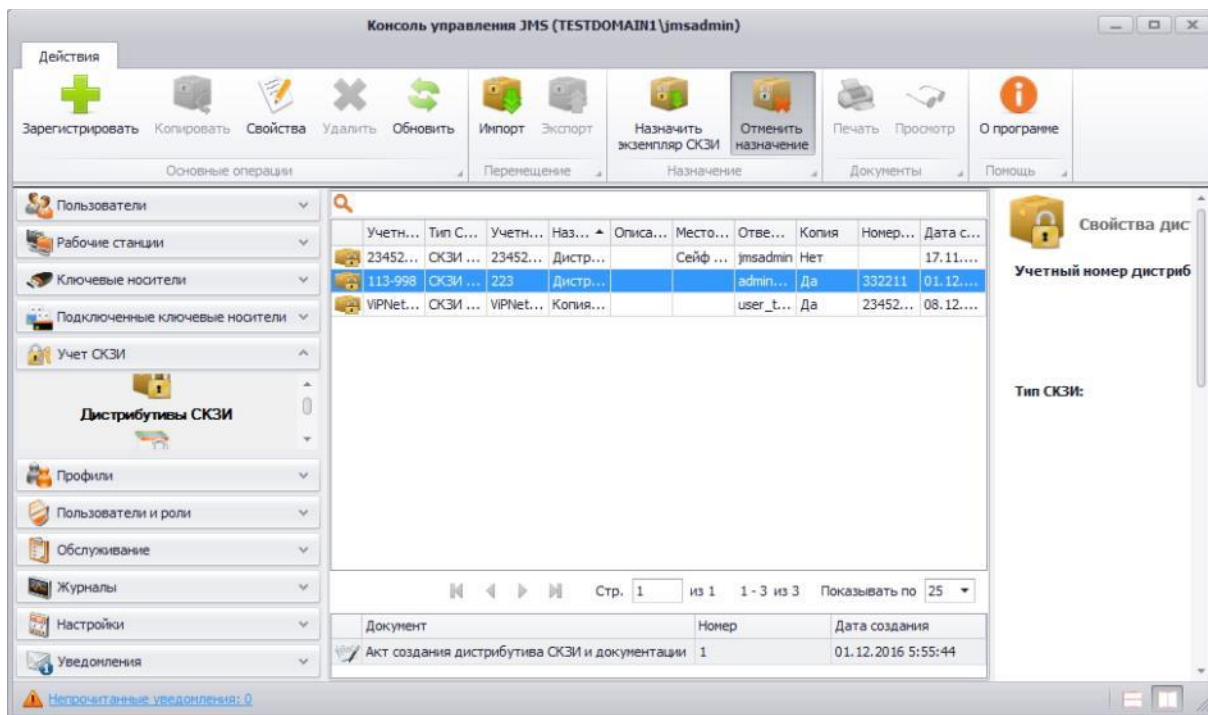 Консоль управления JMS (TESTDOMAIN1\jmsadmin)
Действия
Зарегистрировать Копировать Свойства Удалить Обновить Импорт Экспорт Назначить экземпляр СКЗИ Отменить назначение Печать Просмотр О программе
Основные операции Перемещение Назначение Документы Помощь
Пользователи
Рабочие станции
Ключевые носители
Подключенные ключевые носители
Учет СКЗИ
Дистрибутивы СКЗИ
Профили
Пользователи и роли
Обслуживание
Журналы
Настройки
Уведомления
Учетн... Тип С... Учетн... Наз... Описа... Место... Отве... Копия Номер... Дата с...
23452... СКЗИ ... 23452... Дистр... Сейф ... jmsadmin Нет 17.11....
113-998 СКЗИ ... 223 Дистр... admin... Да 332211 01.12....
ViPNet... СКЗИ ... ViPNet... Копия... user_t... Да 23452... 08.12....
Стр. 1 из 1 1 - 3 из 3 Показывать по 25
Документ Номер Дата создания
Акт создания дистрибутива СКЗИ и документации 1 01.12.2016 5:55:44
Свойства дис
Учетный номер дистриб
Тип СКЗИ:
Непрочитанные уведомления: 0